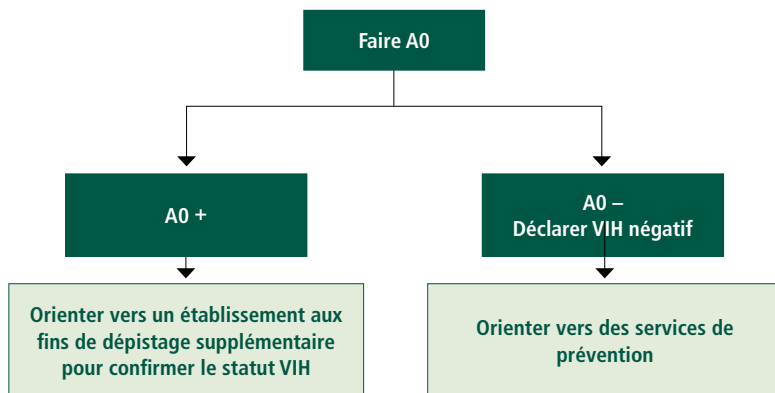 Faire A0
A0 +
A0 –
Déclarer VIH négatif
Orienter vers un établissement aux
fins de dépistage supplémentaire
pour confirmer le statut VIH
Orienter vers des services de
prévention